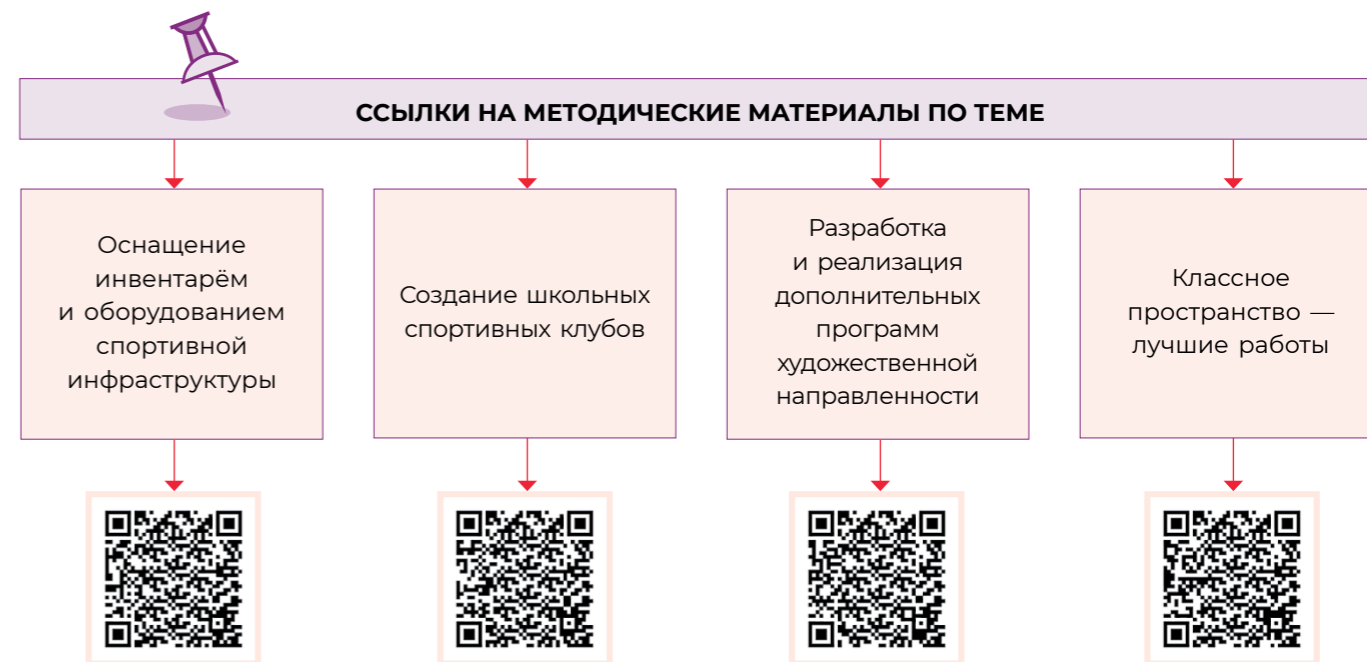 ССЫЛКИ НА МЕТОДИЧЕСКИЕ МАТЕРИАЛЫ ПО ТЕМЕ
Оснащение
инвентарём
и оборудованием
спортивной
инфраструктуры
Создание школьных
спортивных клубов
Разработка
и реализация
дополнительных
программ
художественной
направленности
Классное
пространство —
лучшие работы